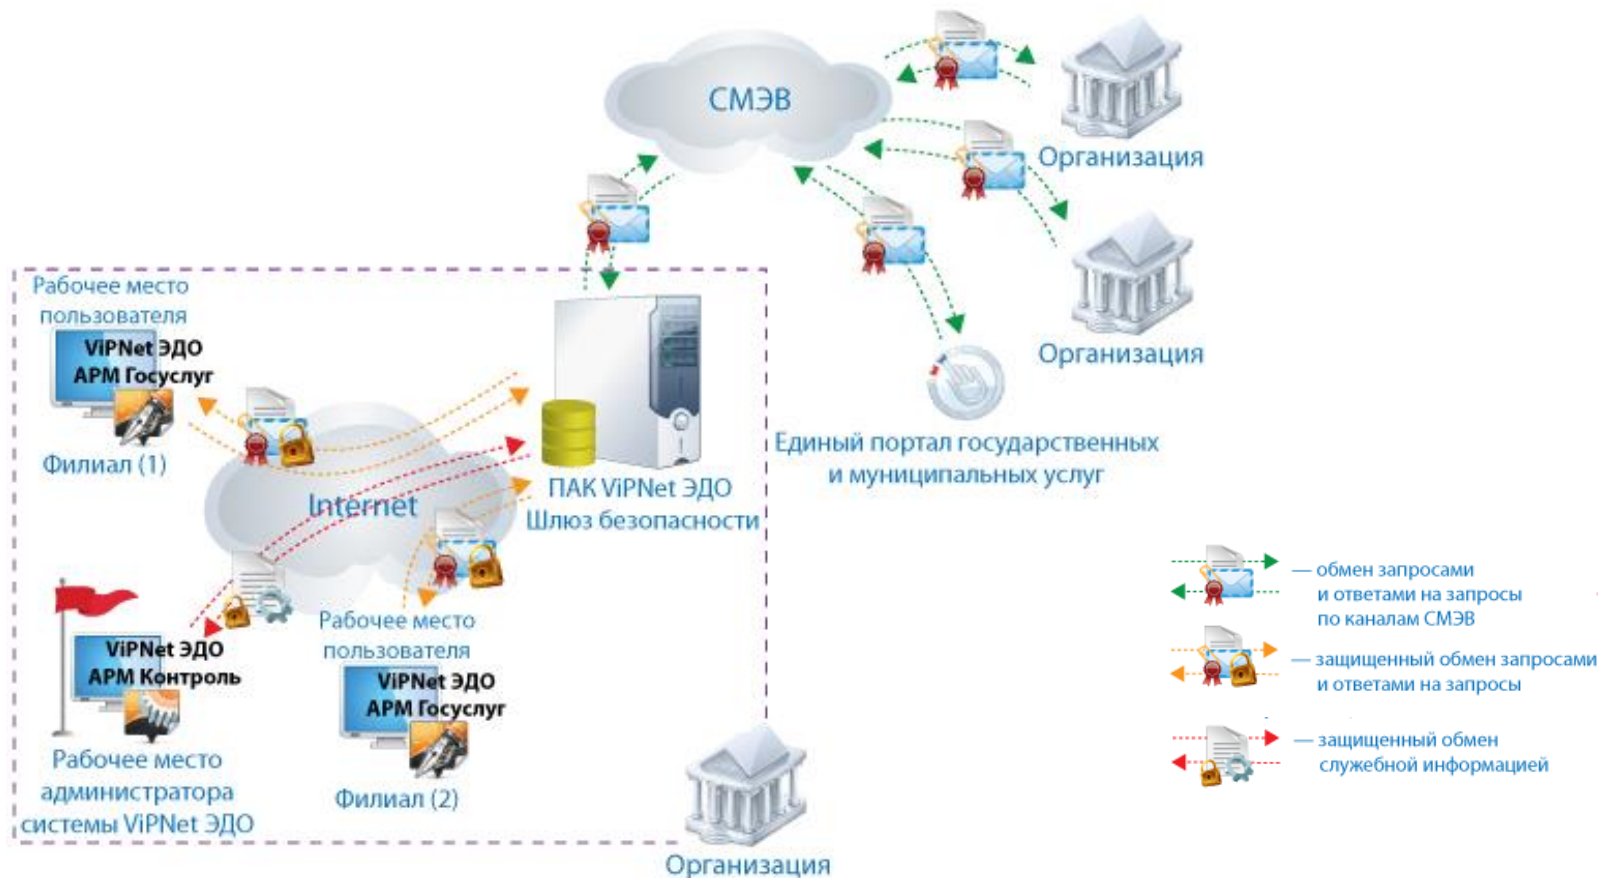 СМЭВ
Организация
Организация
Единый портал государственных
и муниципальных услуг
Рабочее место
пользователя
ViPNet ЭДО
АРМ Госуслуг
Филиал (1)
Internet
ПАК ViPNet ЭДО
Шлюз безопасности
ViPNet ЭДО
АРМ Контроль
Рабочее место
администратора
системы ViPNet ЭДО
Рабочее место
пользователя
ViPNet ЭДО
АРМ Госуслуг
Филиал (2)
Организация
— обмен запросами
и ответами на запросы
по каналам СМЭВ
— защищенный обмен запросами
и ответами на запросы
— защищенный обмен
служебной информацией